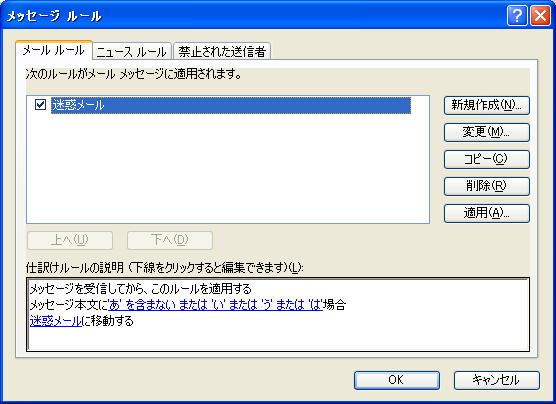 メッセージ ルール
メール ルール ニュース ルール 禁止された送信者
次のルールがメール メッセージに適用されます。
迷惑メール
新規作成(N)...
変更(M)...
コピー(C)
削除(R)
適用(A)...
上へ(U) 下へ(D)
仕訳けルールの説明 (下線をクリックすると編集できます)(L):
メッセージを受信してから、このルールを適用する
メッセージ本文に'あ' を含まない または 'い' または 'う' または 'は'場合
迷惑メールに移動する
OK キャンセル